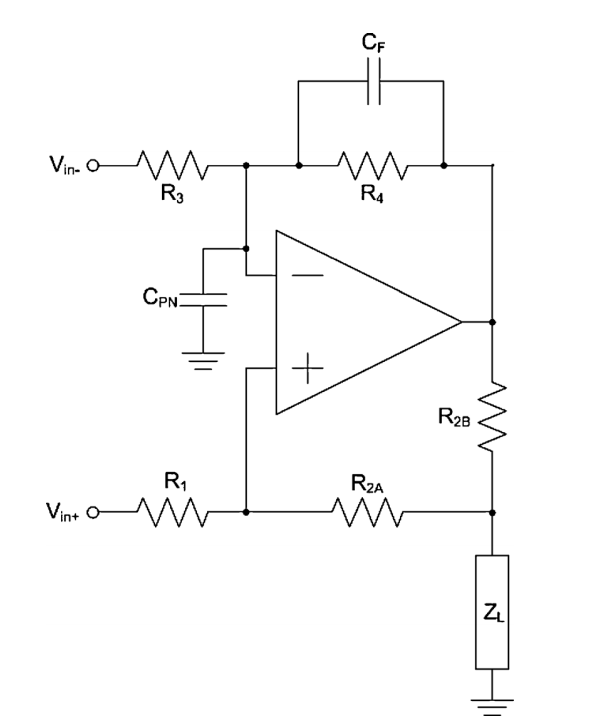 C_F
V_in-
R_3
R_4
C_PN
−
+
R_2B
R_1
R_2A
V_in+
Z_L